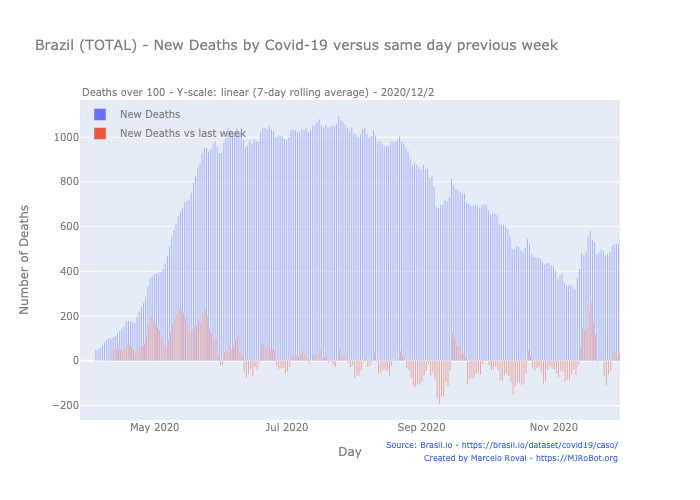 Brazil (TOTAL) - New Deaths by Covid-19 versus same day previous week
Deaths over 100 - Y-scale: linear (7-day rolling average) - 2020/12/2
New Deaths
New Deaths vs last week
1000
800
600
400
200
0
−200
Number of Deaths
May 2020
Jul 2020
Sep 2020
Nov 2020
Day
Source: Brasil.io - https://brasil.io/dataset/covid19/caso/
Created by Marcelo Rovai - https://MJRoBot.org